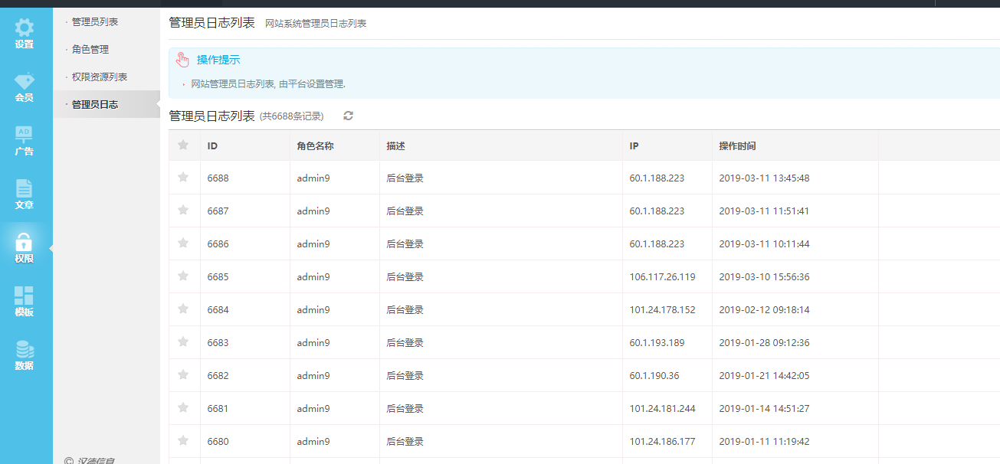 设置
会员
AD
广告
文章
权限
模板
数据
· 管理员列表
· 角色管理
· 权限资源列表
· 管理员日志
© 汉德信息
管理员日志列表 网站系统管理员日志列表
操作提示
网站管理员日志列表, 由平台设置管理.
管理员日志列表 (共6688条记录)
ID 角色名称 描述 IP 操作时间
6688 admin9 后台登录 60.1.188.223 2019-03-11 13:45:48
6687 admin9 后台登录 60.1.188.223 2019-03-11 11:51:41
6686 admin9 后台登录 60.1.188.223 2019-03-11 10:11:44
6685 admin9 后台登录 106.117.26.119 2019-03-10 15:56:36
6684 admin9 后台登录 101.24.178.152 2019-02-12 09:18:14
6683 admin9 后台登录 60.1.193.189 2019-01-28 09:12:36
6682 admin9 后台登录 60.1.190.36 2019-01-21 14:42:05
6681 admin9 后台登录 101.24.181.244 2019-01-14 14:51:27
6680 admin9 后台登录 101.24.186.177 2019-01-11 11:19:42